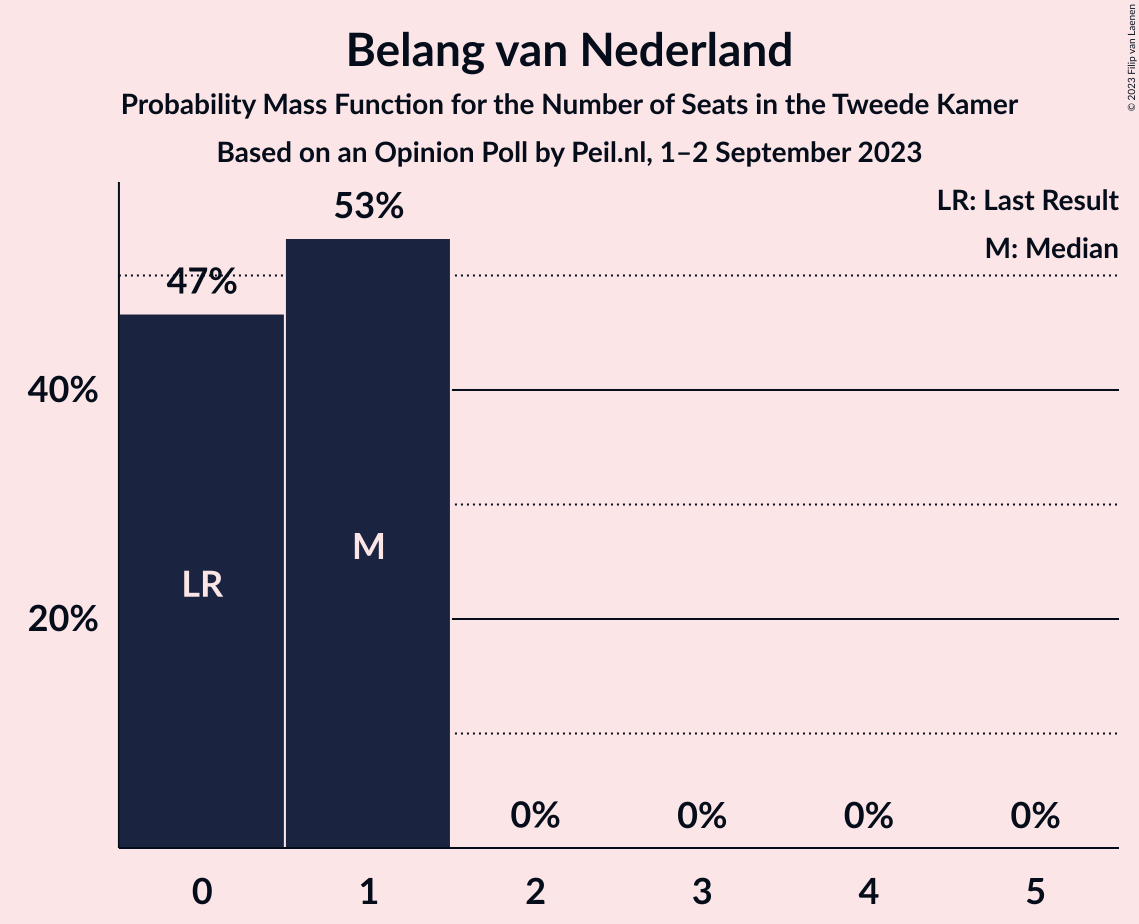 Belang van Nederland
Probability Mass Function for the Number of Seats in the Tweede Kamer
Based on an Opinion Poll by Peil.nl, 1–2 September 2023
© 2023 Filip van Laenen
LR: Last Result
M: Median
53%
47%
40%
20%
M
LR
0%
0%
0%
0%
0
1
2
3
4
5